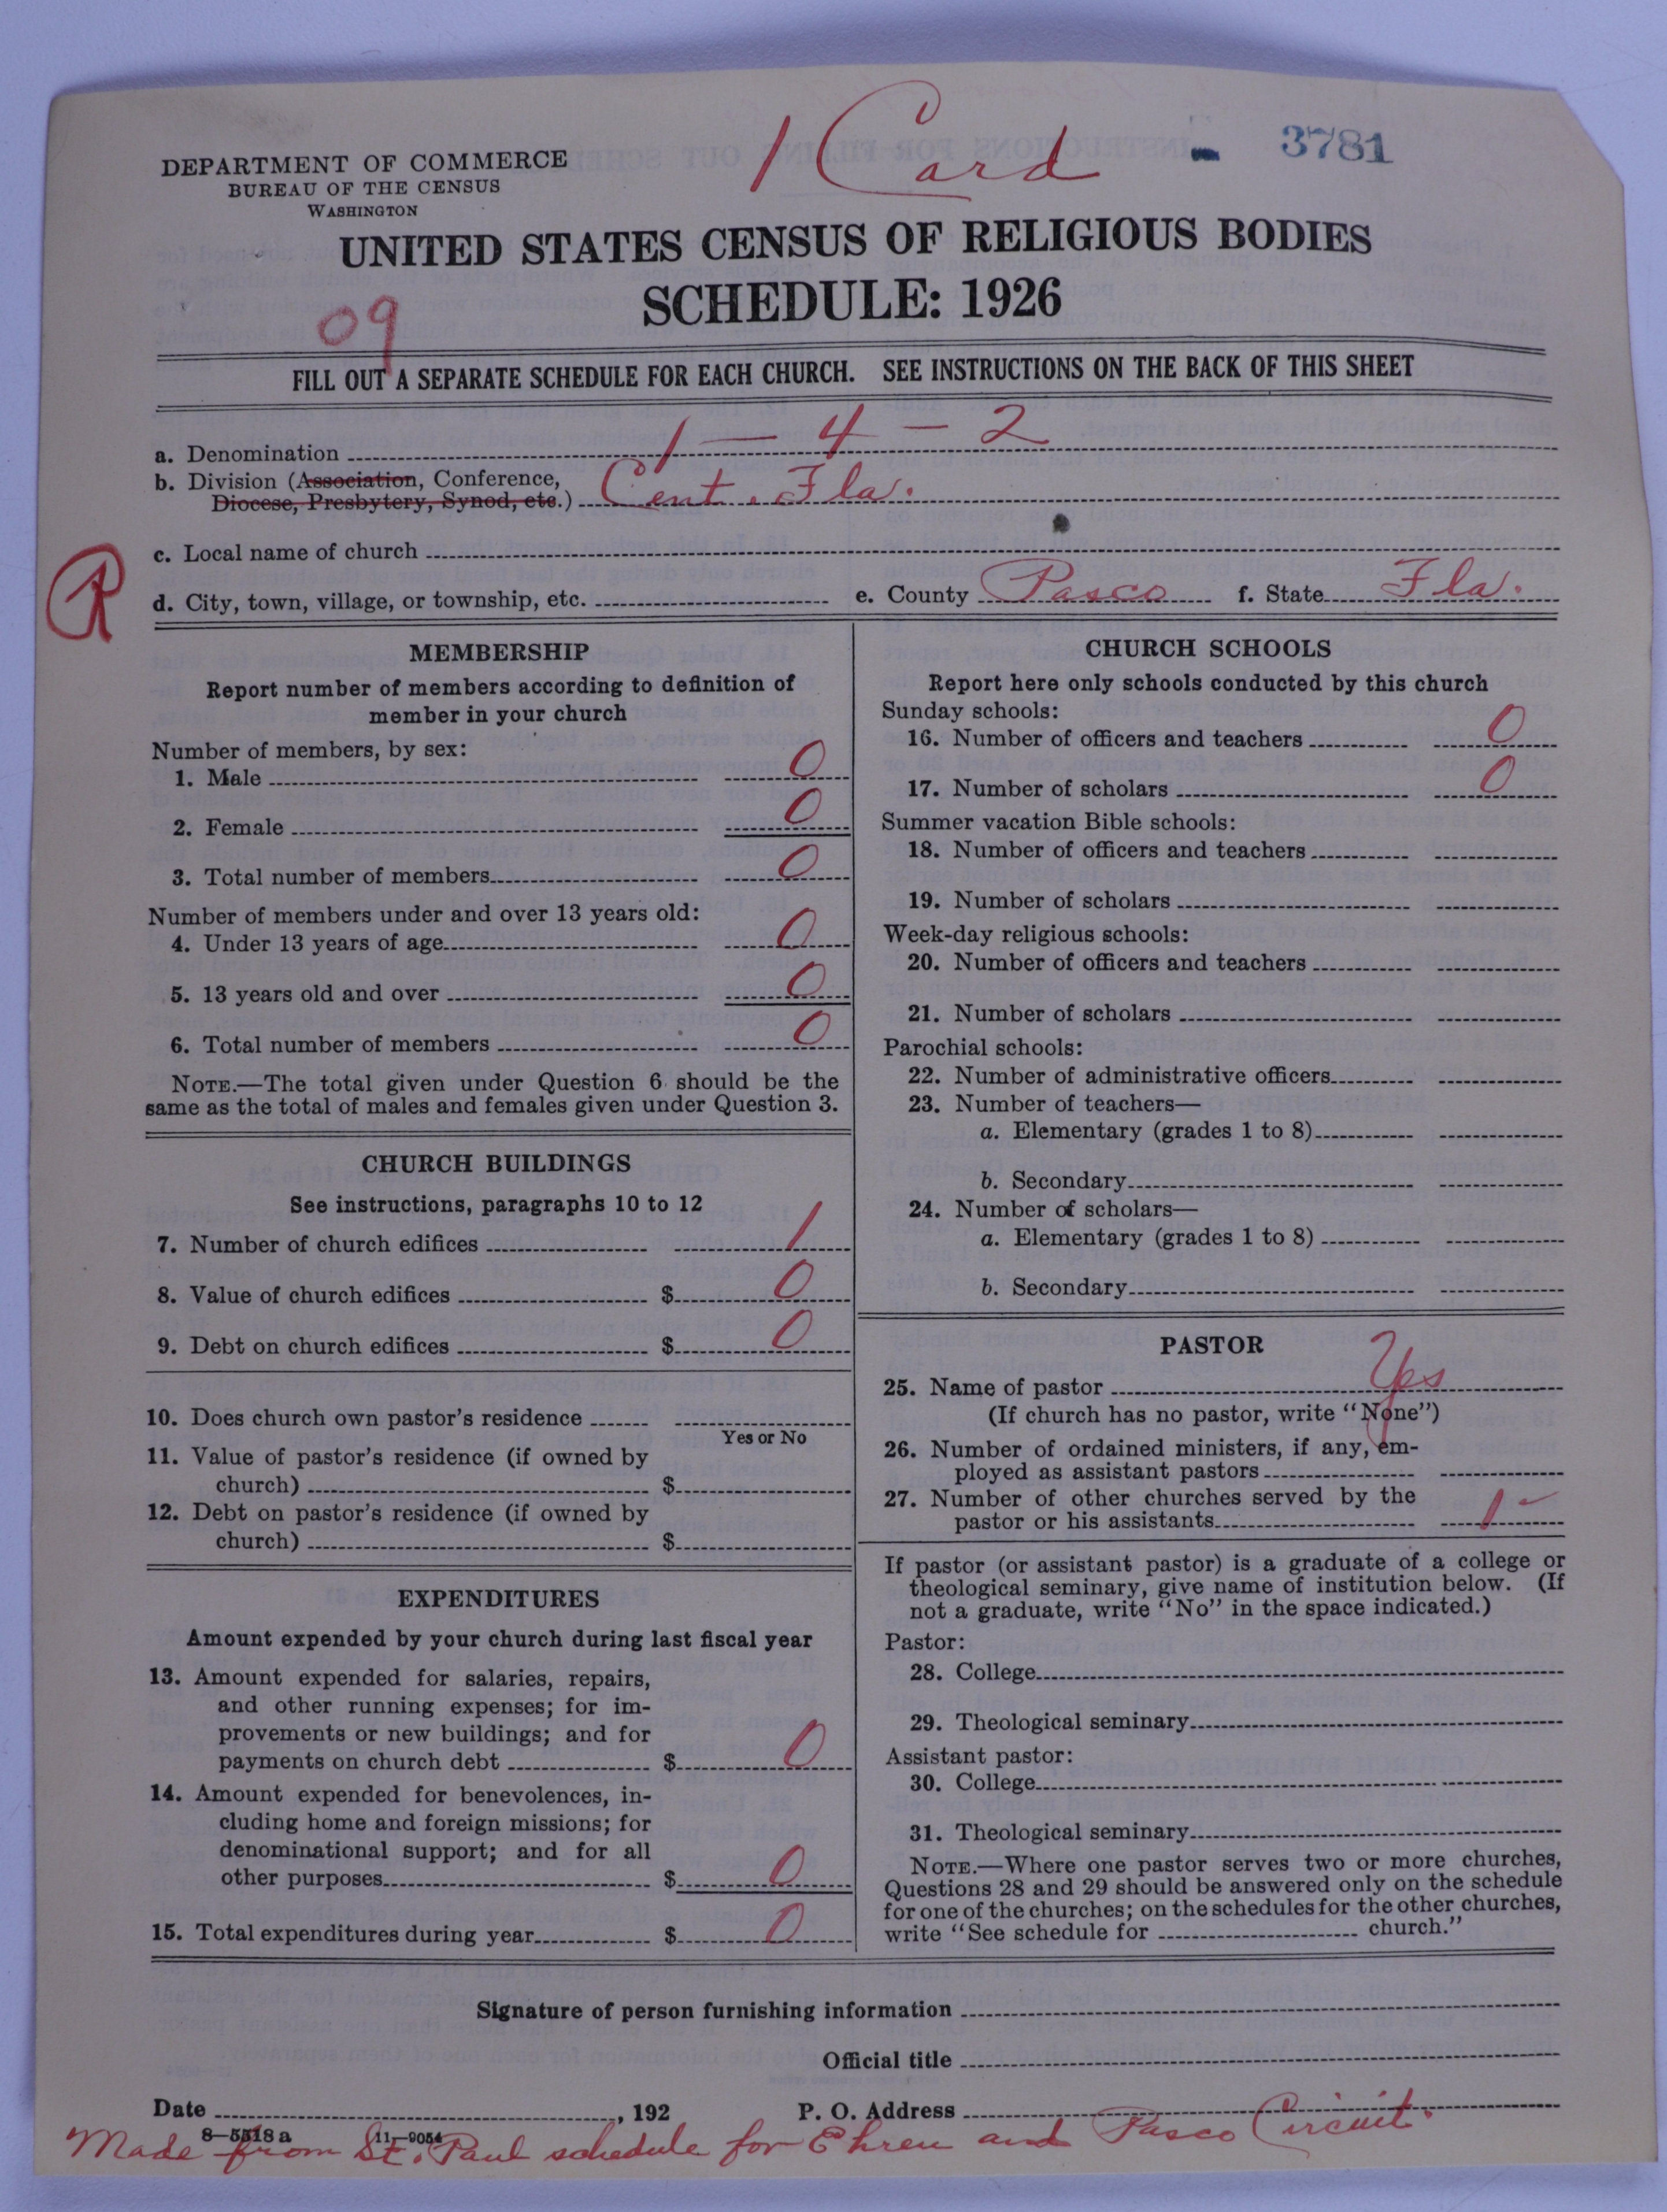 1 Card - 3781
DEPARTMENT OF COMMERCE
BUREAU OF THE CENSUS
WASHINGTON
UNITED STATES CENSUS OF RELIGIOUS BODIES
SCHEDULE: 1926
09
FILL OUT A SEPARATE SCHEDULE FOR EACH CHURCH. SEE INSTRUCTIONS ON THE BACK OF THIS SHEET
a. Denomination 1 - 4 - 2
b. Division (Association, Conference,
Diocese, Presbytery, Synod, etc.) Cent. Fla.
c. Local name of church
R
d. City, town, village, or township, etc. e. County Pasco f. State Fla.
MEMBERSHIP
Report number of members according to definition of
member in your church
Number of members, by sex:
1. Male 0
2. Female 0
3. Total number of members 0
Number of members under and over 13 years old:
4. Under 13 years of age 0
5. 13 years old and over 0
6. Total number of members 0
NOTE.—The total given under Question 6 should be the
same as the total of males and females given under Question 3.
CHURCH BUILDINGS
See instructions, paragraphs 10 to 12
7. Number of church edifices 1
8. Value of church edifices $ 0
9. Debt on church edifices $ 0
10. Does church own pastor's residence
Yes or No
11. Value of pastor's residence (if owned by
church) $
12. Debt on pastor's residence (if owned by
church) $
EXPENDITURES
Amount expended by your church during last fiscal year
13. Amount expended for salaries, repairs,
and other running expenses; for im-
provements or new buildings; and for
payments on church debt $ 0
14. Amount expended for benevolences, in-
cluding home and foreign missions; for
denominational support; and for all
other purposes $ 0
15. Total expenditures during year $ 0
CHURCH SCHOOLS
Report here only schools conducted by this church
Sunday schools:
16. Number of officers and teachers 0
17. Number of scholars 0
Summer vacation Bible schools:
18. Number of officers and teachers
19. Number of scholars
Week-day religious schools:
20. Number of officers and teachers
21. Number of scholars
Parochial schools:
22. Number of administrative officers
23. Number of teachers—
a. Elementary (grades 1 to 8)
b. Secondary
24. Number of scholars—
a. Elementary (grades 1 to 8)
b. Secondary
PASTOR
25. Name of pastor Yes
(If church has no pastor, write "None")
26. Number of ordained ministers, if any, em-
ployed as assistant pastors
27. Number of other churches served by the
pastor or his assistants 1 -
If pastor (or assistant pastor) is a graduate of a college or
theological seminary, give name of institution below. (If
not a graduate, write "No" in the space indicated.)
Pastor:
28. College
29. Theological seminary
Assistant pastor:
30. College
31. Theological seminary
NOTE.—Where one pastor serves two or more churches,
Questions 28 and 29 should be answered only on the schedule
for one of the churches; on the schedules for the other churches,
write "See schedule for church."
Signature of person furnishing information
Official title
Date , 192 P. O. Address
8—5518a 11—9054
Made from St. Paul schedule for Ehren and Pasco Circuit.